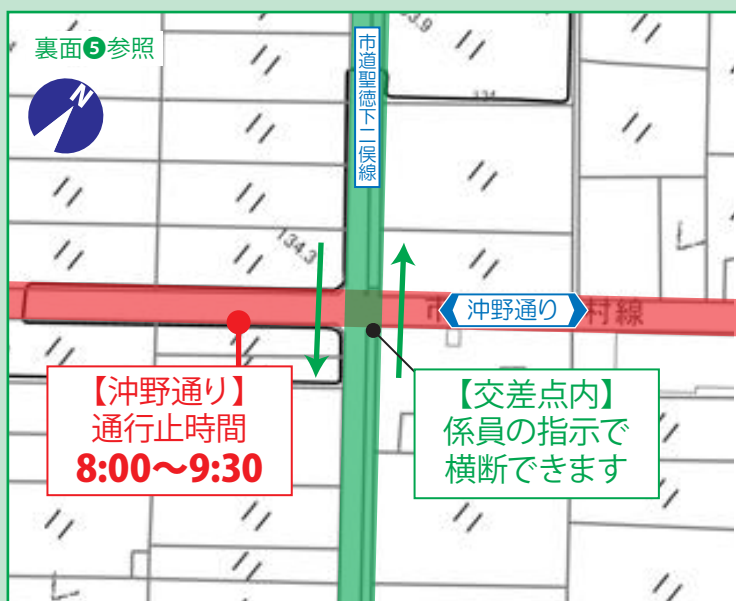 裏面❺参照
N
市道聖徳下二俣線
134.3
市
沖野通り
村線
【沖野通り】
通行止時間
8:00〜9:30
【交差点内】
係員の指示で
横断できます